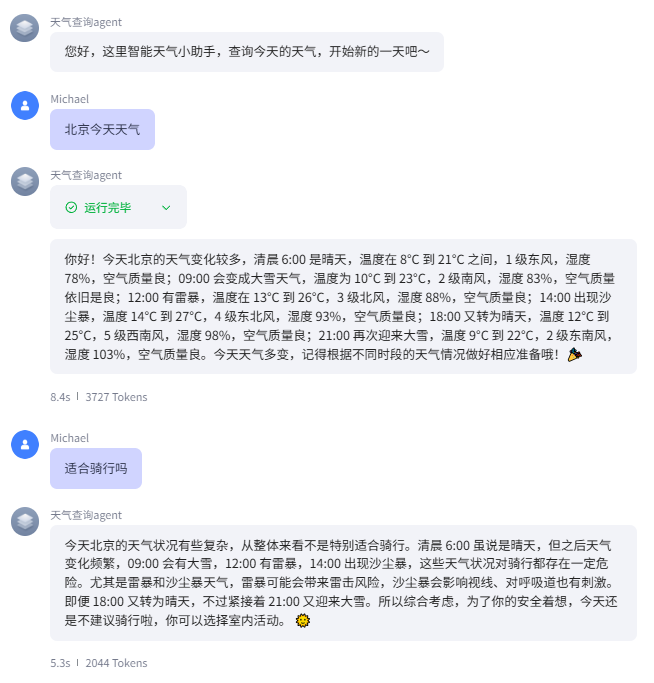 天气查询agent
您好，这里智能天气小助手，查询今天的天气，开始新的一天吧～
Michael
北京今天天气
天气查询agent
运行完毕
你好！今天北京的天气变化较多，清晨 6:00 是晴天，温度在 8°C 到 21°C 之间，1 级东风，湿度
78%，空气质量良；09:00 会变成大雪天气，温度为 10°C 到 23°C，2 级南风，湿度 83%，空气质量
依旧是良；12:00 有雷暴，温度在 13°C 到 26°C，3 级北风，湿度 88%，空气质量良；14:00 出现沙
尘暴，温度 14°C 到 27°C，4 级东北风，湿度 93%，空气质量良；18:00 又转为晴天，温度 12°C 到
25°C，5 级西南风，湿度 98%，空气质量良；21:00 再次迎来大雪，温度 9°C 到 22°C，2 级东南风，
湿度 103%，空气质量良。今天天气多变，记得根据不同时段的天气情况做好相应准备哦！🎉
8.4s | 3727 Tokens
Michael
适合骑行吗
天气查询agent
今天北京的天气状况有些复杂，从整体来看不是特别适合骑行。清晨 6:00 虽说是晴天，但之后天气
变化频繁，09:00 会有大雪，12:00 有雷暴，14:00 出现沙尘暴，这些天气状况对骑行都存在一定危
险。尤其是雷暴和沙尘暴天气，雷暴可能会带来雷击风险，沙尘暴会影响视线、对呼吸道也有刺激。
即便 18:00 又转为晴天，不过紧接着 21:00 又迎来大雪。所以综合考虑，为了你的安全着想，今天还
是不建议骑行啦，你可以选择室内活动。🌞
5.3s | 2044 Tokens